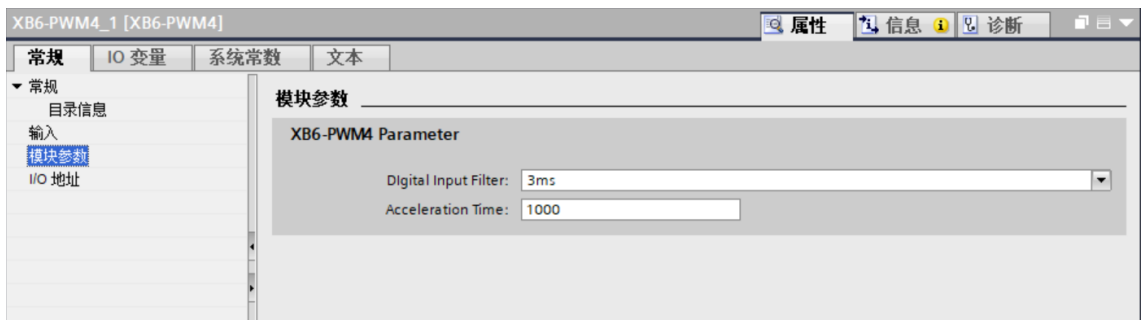 XB6-PWM4_1 [XB6-PWM4]
属性
信息
诊断
常规
IO 变量
系统常数
文本
常规
目录信息
输入
模块参数
I/O 地址
模块参数
XB6-PWM4 Parameter
DIgital Input Filter:
3ms
Acceleration Time:
1000